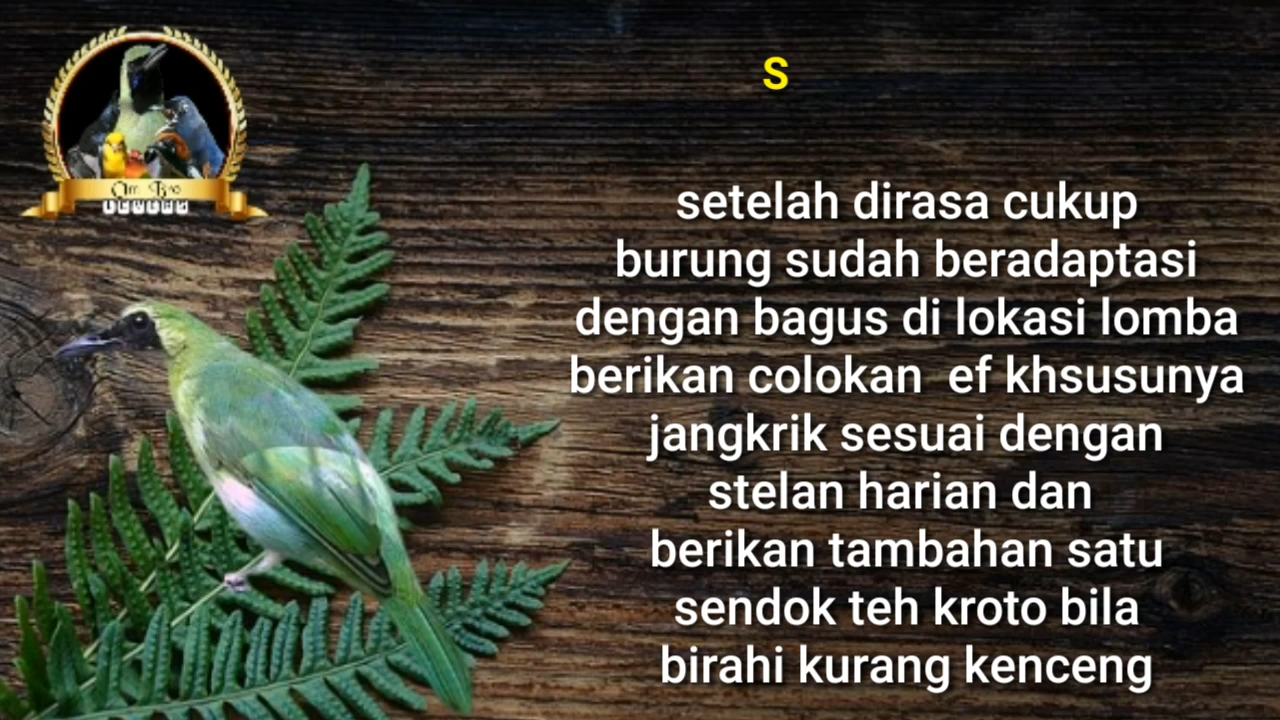 S
setelah dirasa cukup
burung sudah beradaptasi
dengan bagus di lokasi lomba
berikan colokan ef khsusunya
jangkrik sesuai dengan
stelan harian dan
berikan tambahan satu
sendok teh kroto bila
birahi kurang kenceng